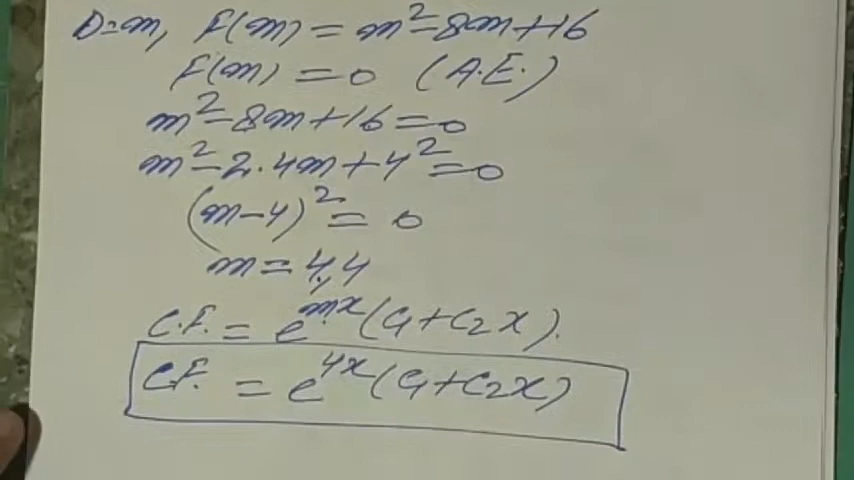 D=m, F(m) = m²-8m+16
F(m) = 0 (A.E.)
m²-8m+16=0
m²-2.4m+4²=0
(m-4)² = 0
m=4,4
C.F. = e^mx (C₁+C₂x).
C.F. = e^4x (C₁+C₂x)